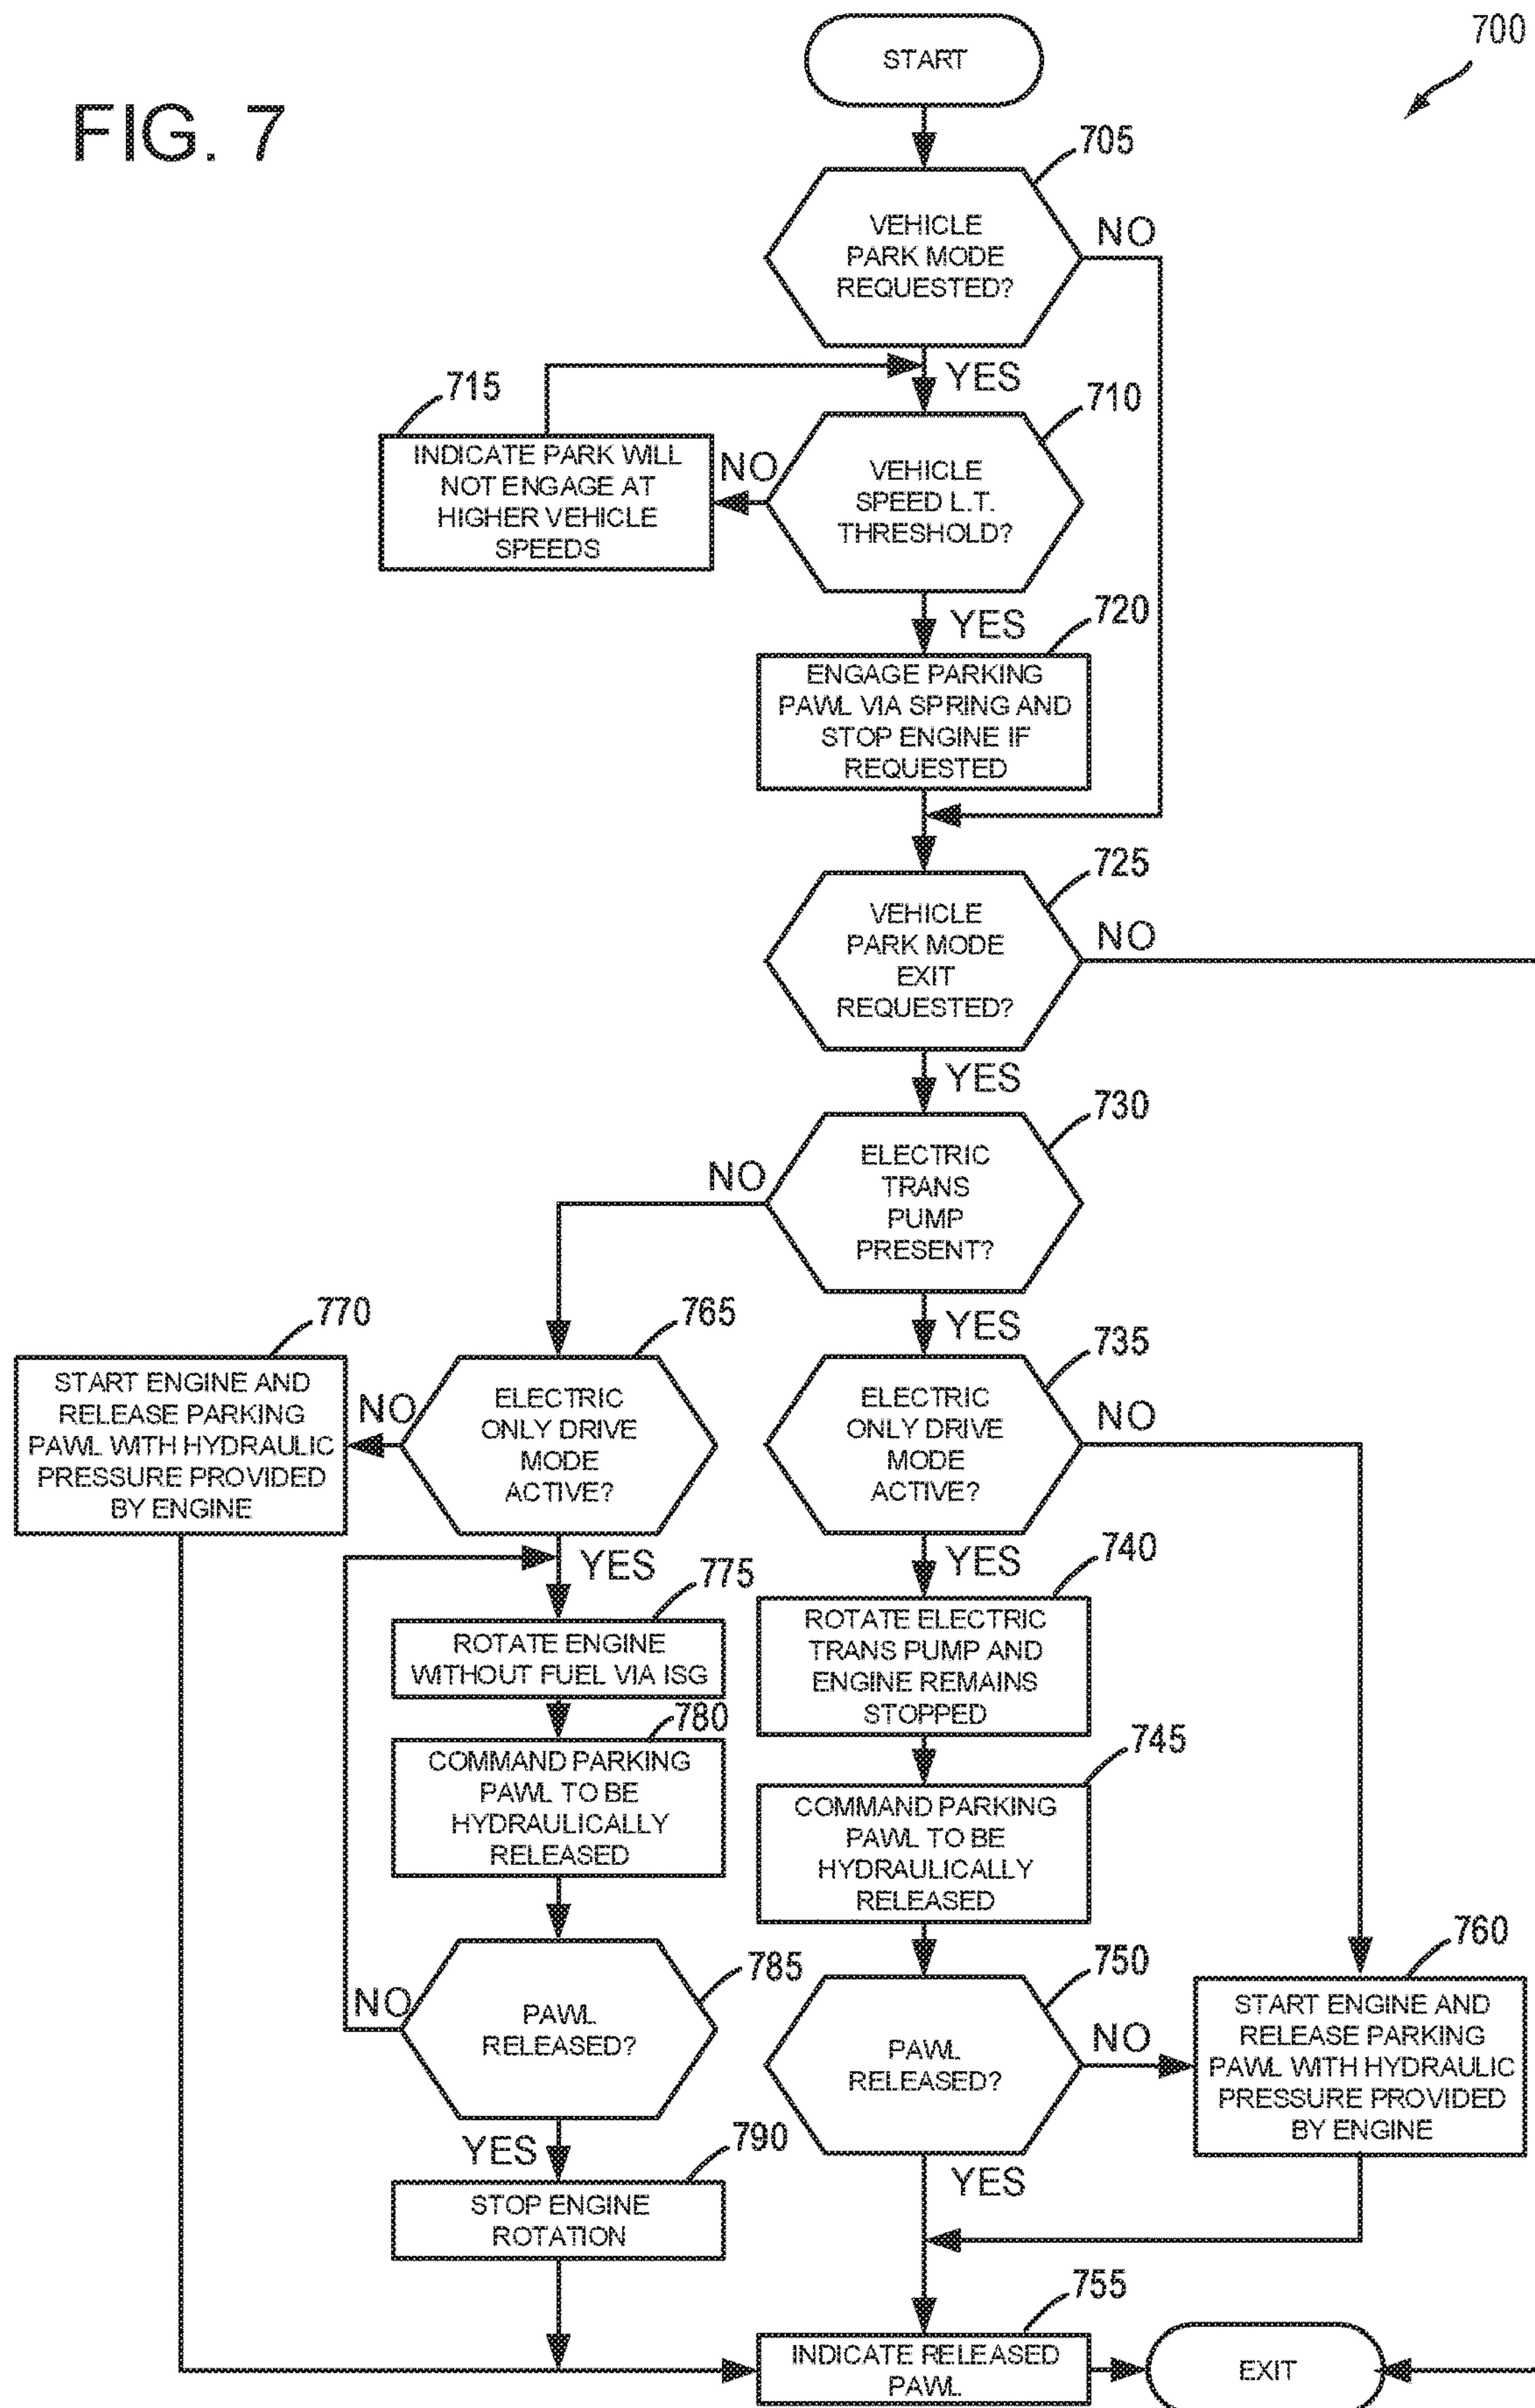 FIG. 7
700
START
705
VEHICLE
PARK MODE
REQUESTED?
NO
YES
715
INDICATE PARK WILL
NOT ENGAGE AT
HIGHER VEHICLE
SPEEDS
NO
710
VEHICLE
SPEED L.T.
THRESHOLD?
YES
720
ENGAGE PARKING
PAWL VIA SPRING AND
STOP ENGINE IF
REQUESTED
725
VEHICLE
PARK MODE
EXIT
REQUESTED?
NO
YES
730
ELECTRIC
TRANS
PUMP
PRESENT?
NO
YES
770
START ENGINE AND
RELEASE PARKING
PAWL WITH HYDRAULIC
PRESSURE PROVIDED
BY ENGINE
NO
765
ELECTRIC
ONLY DRIVE
MODE
ACTIVE?
YES
735
ELECTRIC
ONLY DRIVE
MODE
ACTIVE?
NO
YES
775
ROTATE ENGINE
WITHOUT FUEL VIA ISG
740
ROTATE ELECTRIC
TRANS PUMP AND
ENGINE REMAINS
STOPPED
780
COMMAND PARKING
PAWL TO BE
HYDRAULICALLY
RELEASED
745
COMMAND PARKING
PAWL TO BE
HYDRAULICALLY
RELEASED
785
PAWL
RELEASED?
NO
YES
750
PAWL
RELEASED?
NO
YES
760
START ENGINE AND
RELEASE PARKING
PAWL WITH HYDRAULIC
PRESSURE PROVIDED
BY ENGINE
790
STOP ENGINE
ROTATION
755
INDICATE RELEASED
PAWL
EXIT